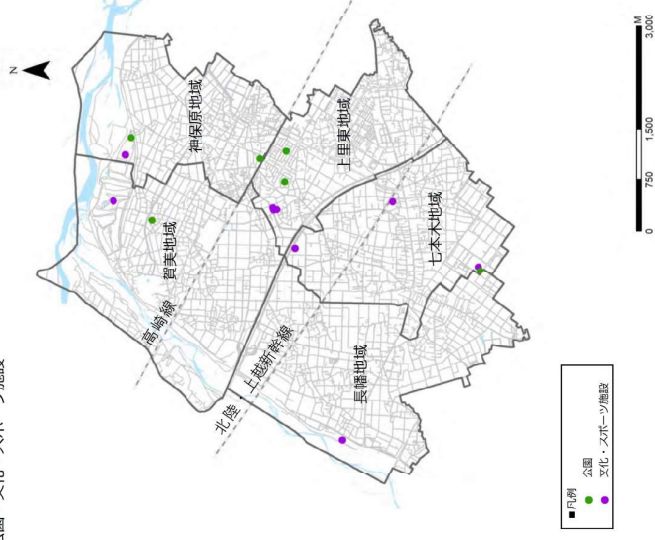 公園 文化 スポーツ施設
N
神保原地域
賀美地域
高崎線
上里東地域
七本木地域
北陸・上越新幹線
長幡地域
■凡例
公園
文化・スポーツ施設
0 750 1,500 3,000
M